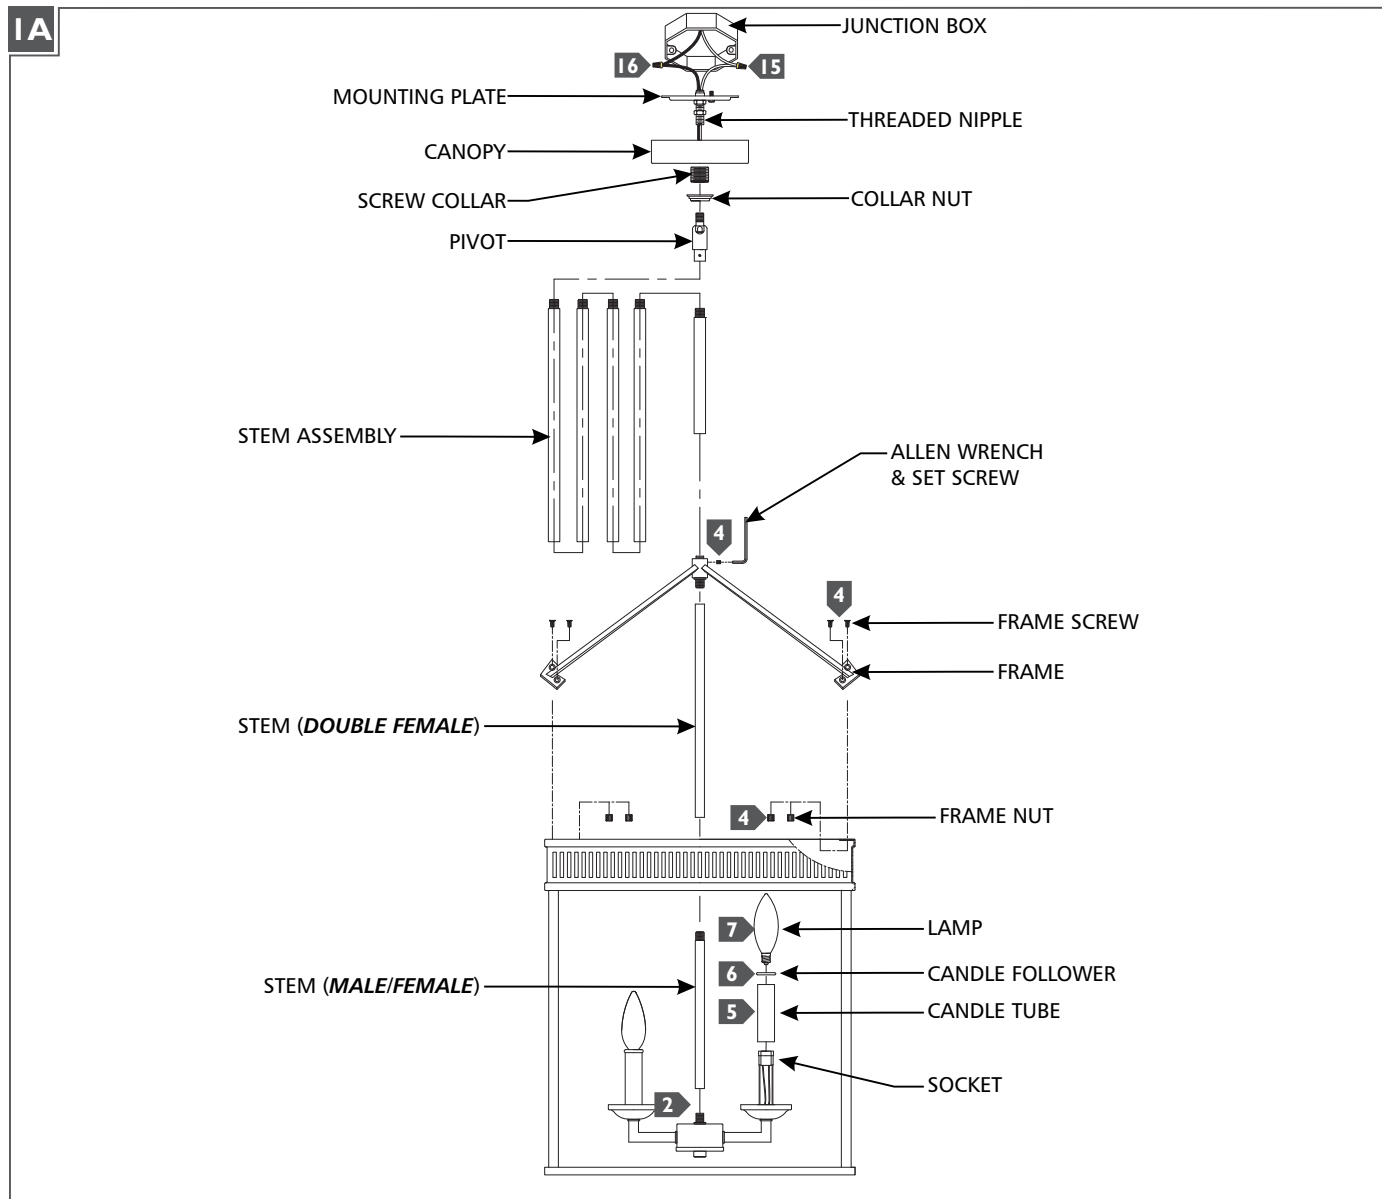 1A
JUNCTION BOX
16
15
MOUNTING PLATE
THREADED NIPPLE
CANOPY
SCREW COLLAR
COLLAR NUT
PIVOT
STEM ASSEMBLY
ALLEN WRENCH
& SET SCREW
4
4
FRAME SCREW
FRAME
STEM (DOUBLE FEMALE)
4
FRAME NUT
7
LAMP
6
CANDLE FOLLOWER
STEM (MALE/FEMALE)
5
CANDLE TUBE
SOCKET
2